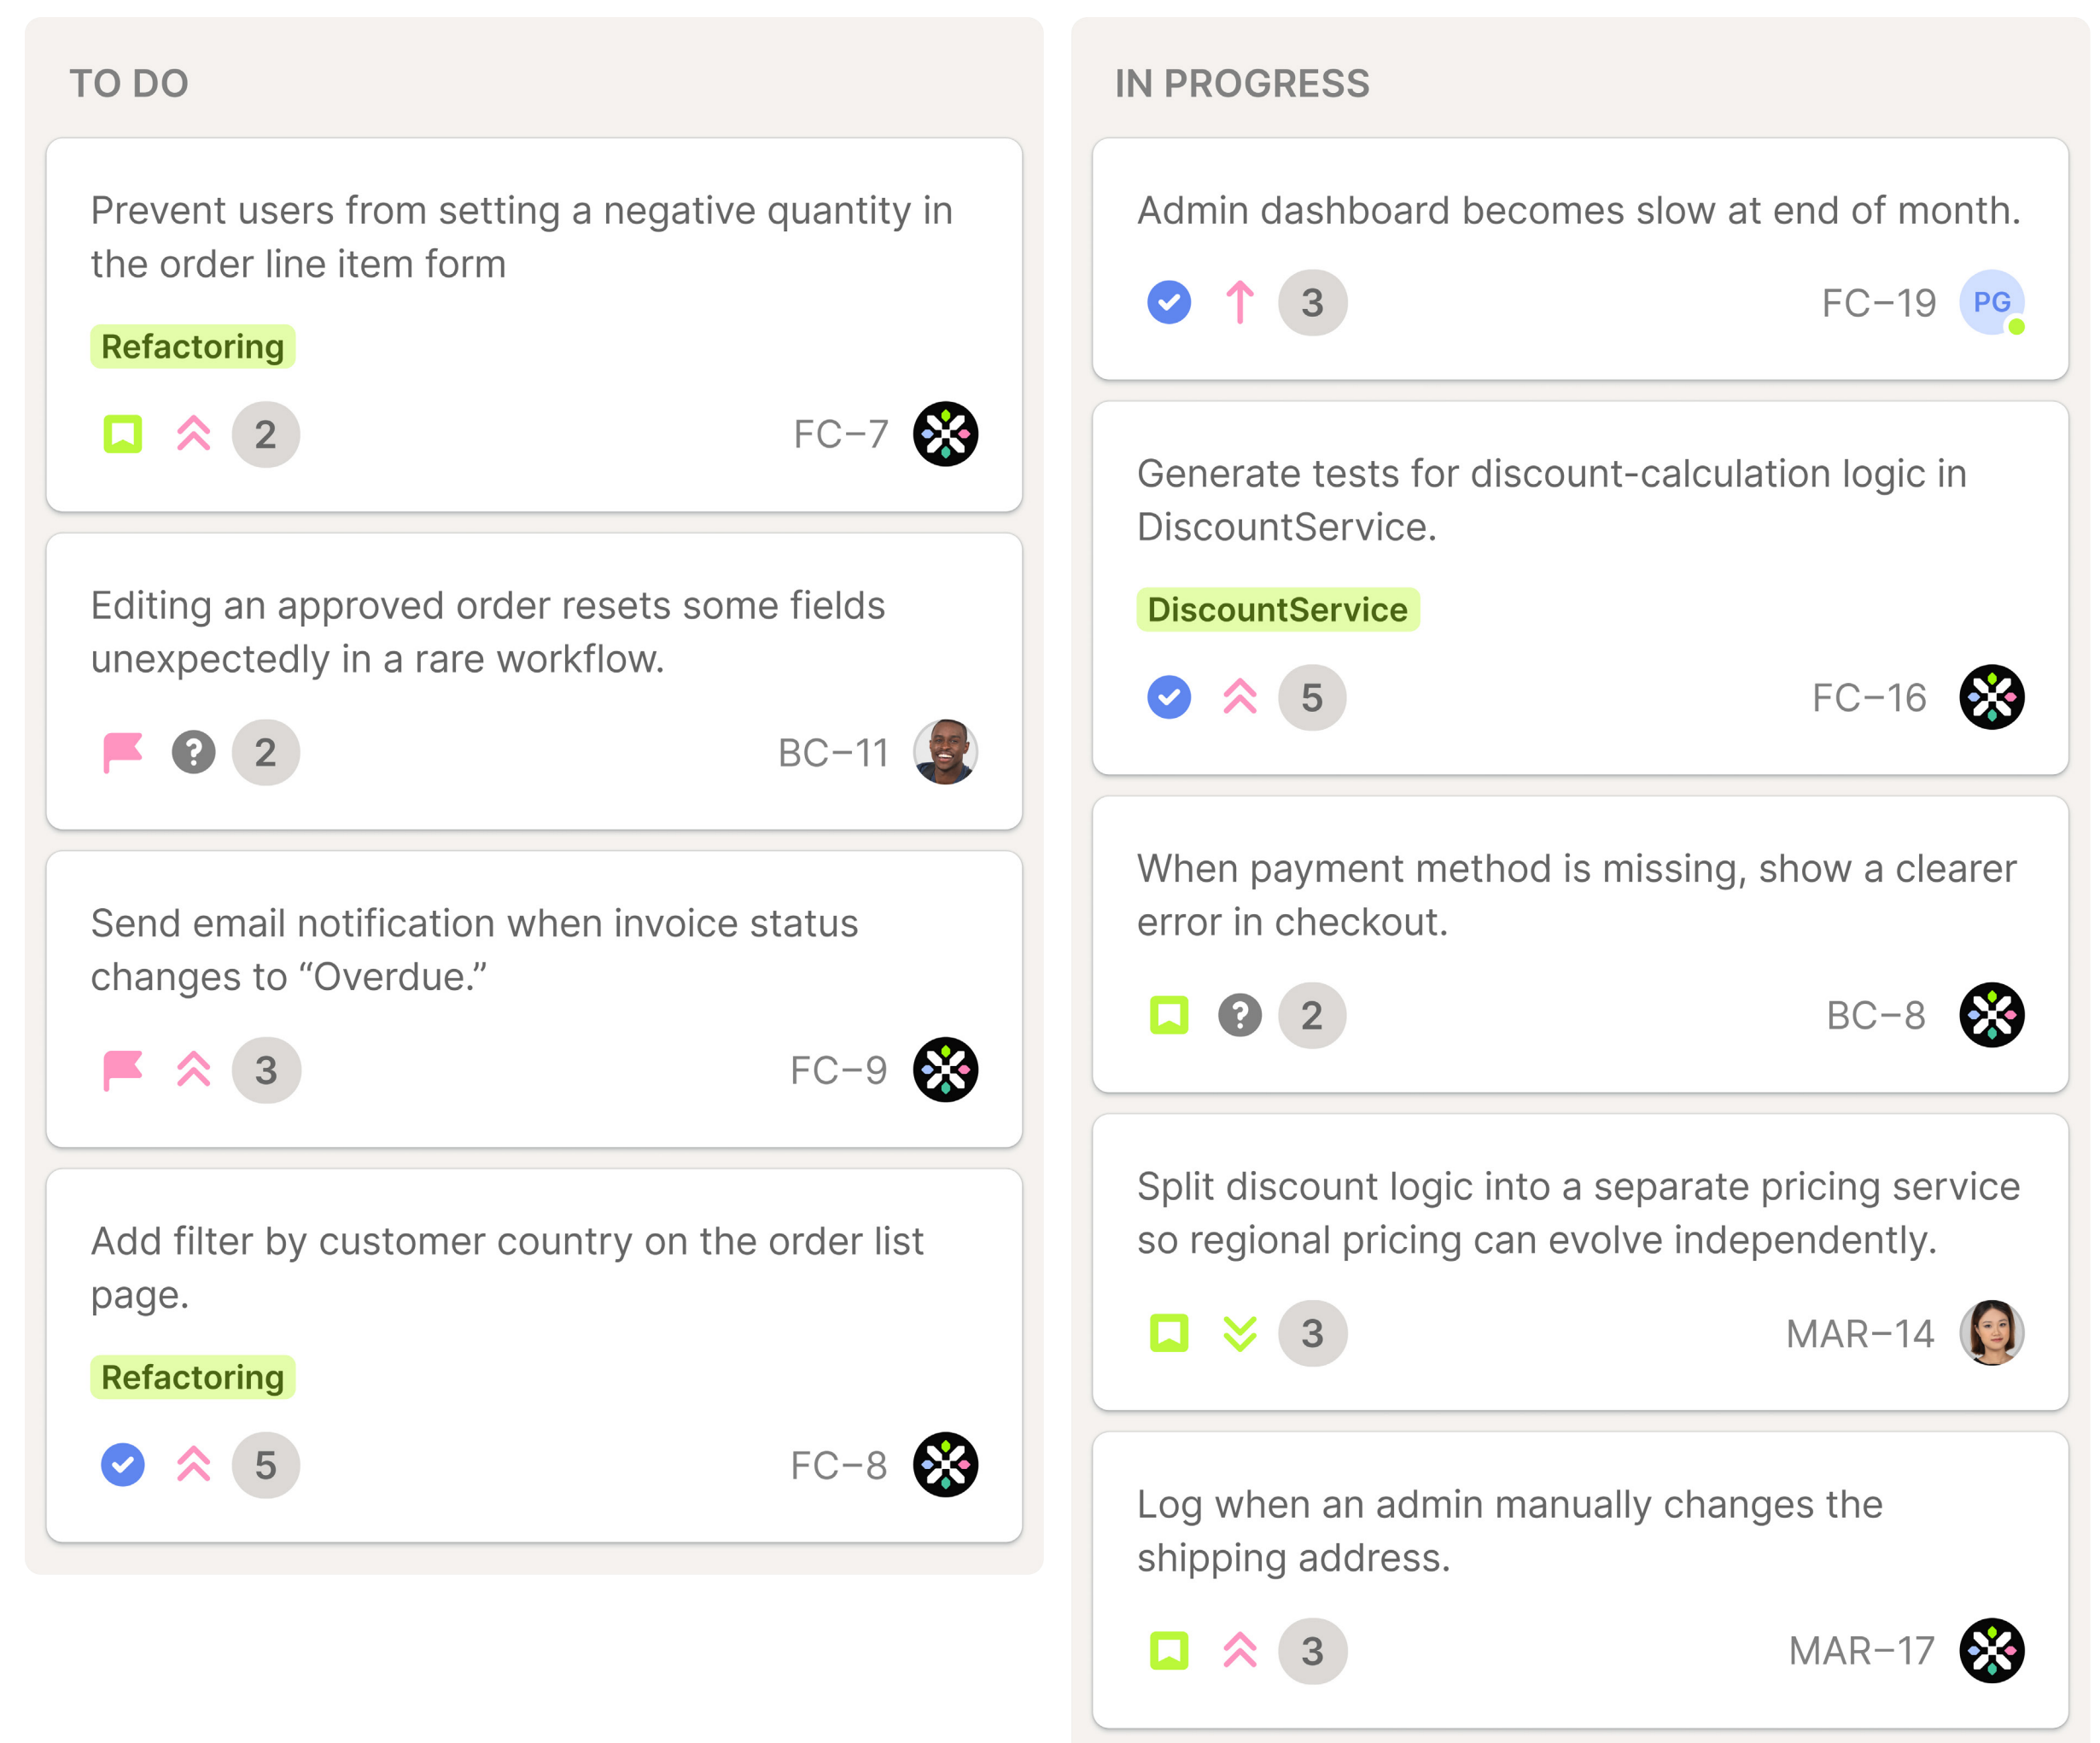 TO DO
Prevent users from setting a negative quantity in
the order line item form
Refactoring
2
FC–7
Editing an approved order resets some fields
unexpectedly in a rare workflow.
?
2
BC–11
Send email notification when invoice status
changes to “Overdue.”
3
FC–9
Add filter by customer country on the order list
page.
Refactoring
5
FC–8
IN PROGRESS
Admin dashboard becomes slow at end of month.
3
FC–19
PG
Generate tests for discount-calculation logic in
DiscountService.
DiscountService
5
FC–16
When payment method is missing, show a clearer
error in checkout.
?
2
BC–8
Split discount logic into a separate pricing service
so regional pricing can evolve independently.
3
MAR–14
Log when an admin manually changes the
shipping address.
3
MAR–17